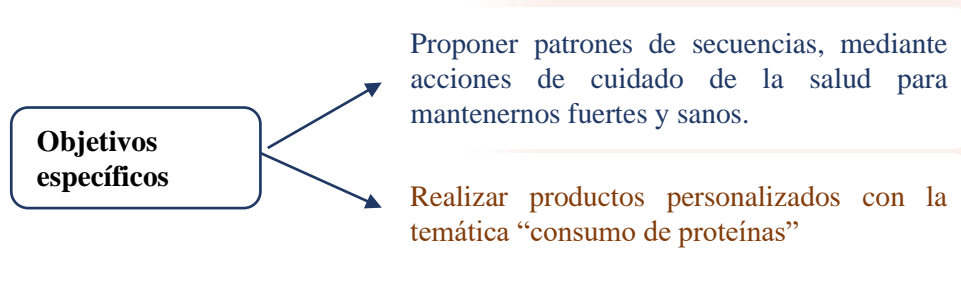 Proponer patrones de secuencias, mediante
acciones de cuidado de la salud para
mantenernos fuertes y sanos.
Objetivos
específicos
Realizar productos personalizados con la
temática “consumo de proteínas”